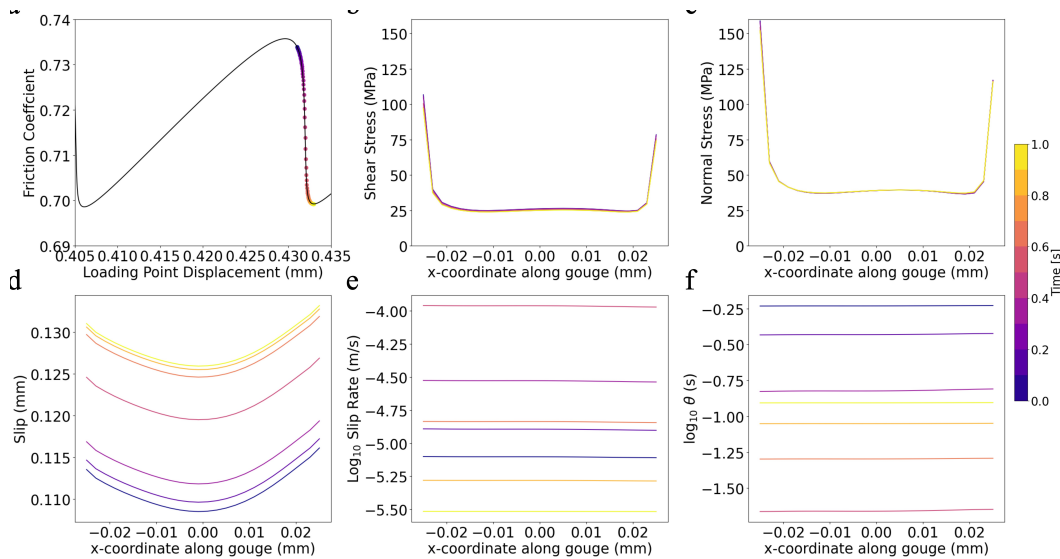 0.74
0.73
0.72
0.71
0.70
0.69
Friction Coeffcient
0.405 0.410 0.415 0.420 0.425 0.430 0.435
Loading Point Displacement (mm)
150
125
100
75
50
25
0
Shear Stress (MPa)
−0.02 −0.01 0.00 0.01 0.02
x-coordinate along gouge (mm)
150
125
100
75
50
25
0
Normal Stress (MPa)
−0.02 −0.01 0.00 0.01 0.02
x-coordinate along gouge (mm)
1.0
0.8
0.6
0.4
0.2
0.0
Time [s]
d
0.130
0.125
0.120
0.115
0.110
Slip (mm)
−0.02 −0.01 0.00 0.01 0.02
x-coordinate along gouge (mm)
e
−4.00
−4.25
−4.50
−4.75
−5.00
−5.25
−5.50
Log₁₀ Slip Rate (m/s)
−0.02 −0.01 0.00 0.01 0.02
x-coordinate along gouge (mm)
f
−0.25
−0.50
−0.75
−1.00
−1.25
−1.50
log₁₀ θ (s)
−0.02 −0.01 0.00 0.01 0.02
x-coordinate along gouge (mm)